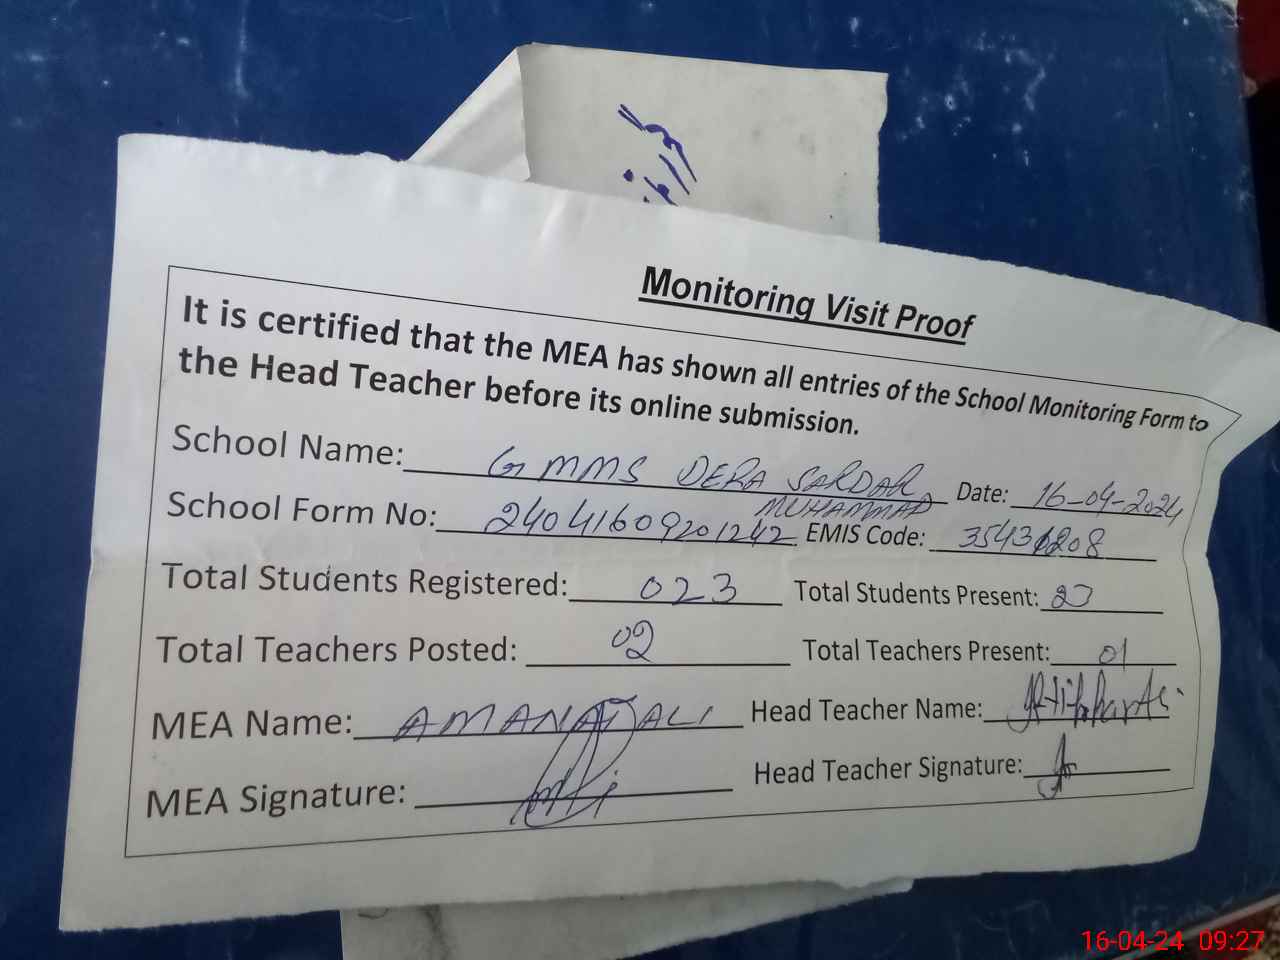 Monitoring Visit Proof
It is certified that the MEA has shown all entries of the School Monitoring Form to
the Head Teacher before its online submission.
School Name: GMMS DERA SARDAR MUHAMMAD Date: 16-04-2024
School Form No: 24041609201242 EMIS Code: 35431208
Total Students Registered: 023 Total Students Present: 23
Total Teachers Posted: 02 Total Teachers Present: 01
MEA Name: AMANAT ALI Head Teacher Name:
MEA Signature: Head Teacher Signature:
16-04-24 09:27